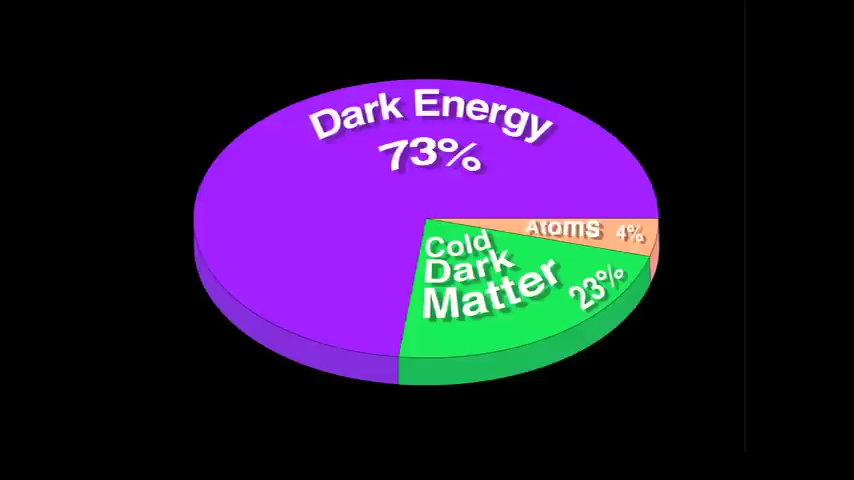 Dark Energy
73%
Atoms 4%
Cold
Dark
Matter
23%